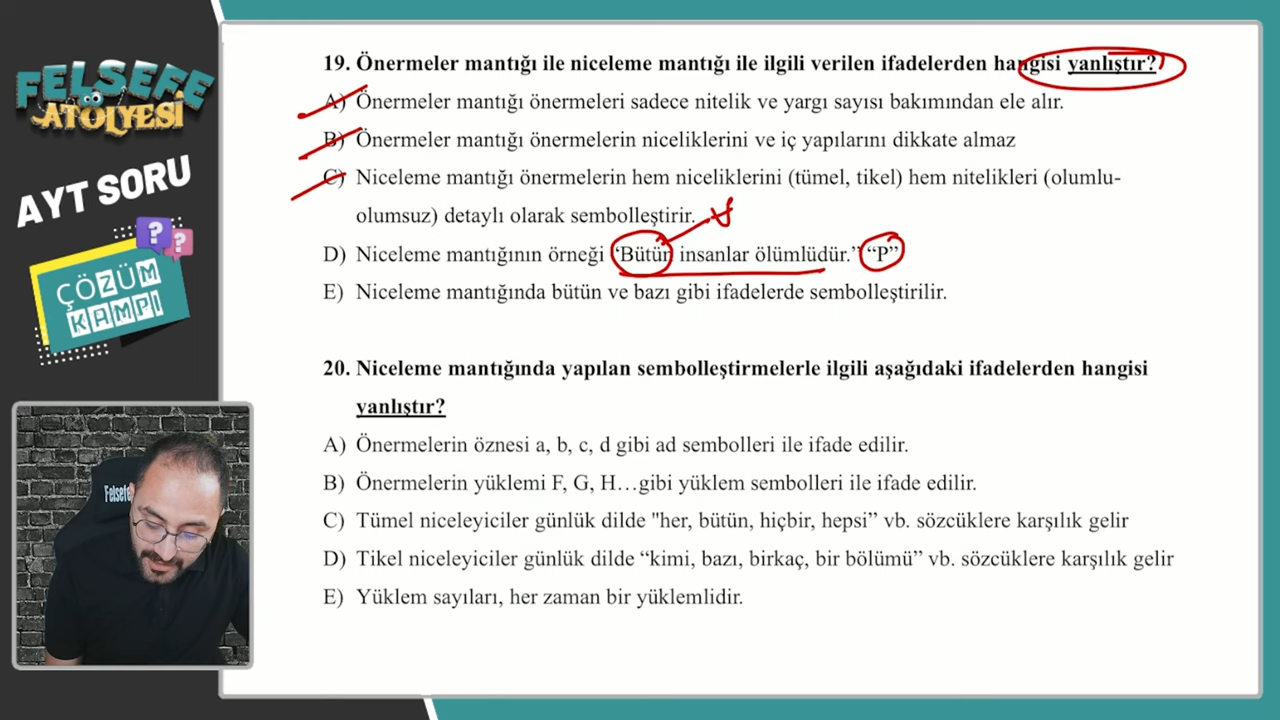 FELSEFE
ATÖLYESİ
AYT SORU
? ?
ÇÖZÜM
KAMPI
Felsefe
19. Önermeler mantığı ile niceleme mantığı ile ilgili verilen ifadelerden hangisi yanlıştır?
A) Önermeler mantığı önermeleri sadece nitelik ve yargı sayısı bakımından ele alır.
B) Önermeler mantığı önermelerin niceliklerini ve iç yapılarını dikkate almaz
C) Niceleme mantığı önermelerin hem niceliklerini (tümel, tikel) hem nitelikleri (olumlu-
olumsuz) detaylı olarak sembolleştirir. ∀
D) Niceleme mantığının örneği “Bütün insanlar ölümlüdür.” “P”
E) Niceleme mantığında bütün ve bazı gibi ifadelerde sembolleştirilir.
20. Niceleme mantığında yapılan sembolleştirmelerle ilgili aşağıdaki ifadelerden hangisi
yanlıştır?
A) Önermelerin öznesi a, b, c, d gibi ad sembolleri ile ifade edilir.
B) Önermelerin yüklemi F, G, H…gibi yüklem sembolleri ile ifade edilir.
C) Tümel niceleyiciler günlük dilde "her, bütün, hiçbir, hepsi” vb. sözcüklere karşılık gelir
D) Tikel niceleyiciler günlük dilde “kimi, bazı, birkaç, bir bölümü” vb. sözcüklere karşılık gelir
E) Yüklem sayıları, her zaman bir yüklemlidir.